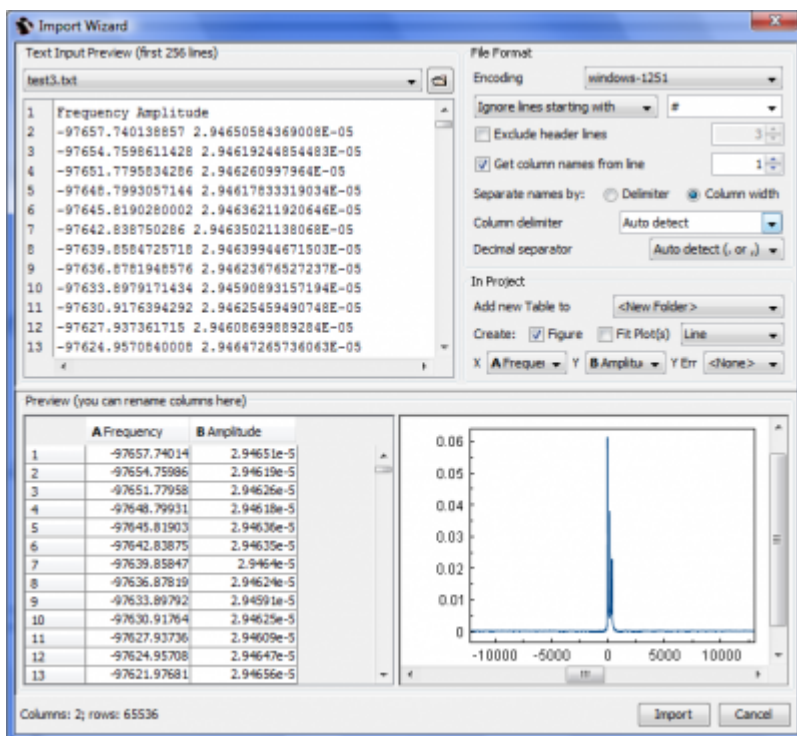 Import Wizard
Text Input Preview (first 256 lines)
test3.txt
1 Frequency Amplitude
2 -97657.740138857 2.94650584369008E-05
3 -97654.7598611428 2.94619244854483E-05
4 -97651.7795834286 2.946260997964E-05
5 -97648.7993057144 2.94617833319034E-05
6 -97645.8190280002 2.94636211920646E-05
7 -97642.838750286 2.94635021138068E-05
8 -97639.8584725718 2.94639944671503E-05
9 -97636.8781948576 2.94623676527237E-05
10 -97633.8979171434 2.94590893157194E-05
11 -97630.9176394292 2.94625459490748E-05
12 -97627.937361715 2.94608699889284E-05
13 -97624.9570840008 2.94647265736063E-05
File Format
Encoding windows-1251
Ignore lines starting with #
Exclude header lines 3
Get column names from line 1
Separate names by: Delimiter Column width
Column delimiter Auto detect
Decimal separator Auto detect (. or ,)
In Project
Add new Table to <New Folder>
Create: Figure Fit Plot(s) Line
X A Frequer Y B Amplitu Y Err <None>
Preview (you can rename columns here)
A Frequency B Amplitude
1 -97657.74014 2.94651e-5
2 -97654.75986 2.94619e-5
3 -97651.77958 2.94626e-5
4 -97648.79931 2.94618e-5
5 -97645.81903 2.94636e-5
6 -97642.83875 2.94635e-5
7 -97639.85847 2.9464e-5
8 -97636.87819 2.94624e-5
9 -97633.89792 2.94591e-5
10 -97630.91764 2.94625e-5
11 -97627.93736 2.94609e-5
12 -97624.95708 2.94647e-5
13 -97621.97681 2.94656e-5
0.06
0.05
0.04
0.03
0.02
0.01
0
-10000 -5000 0 5000 10000
Columns: 2; rows: 65536
Import Cancel